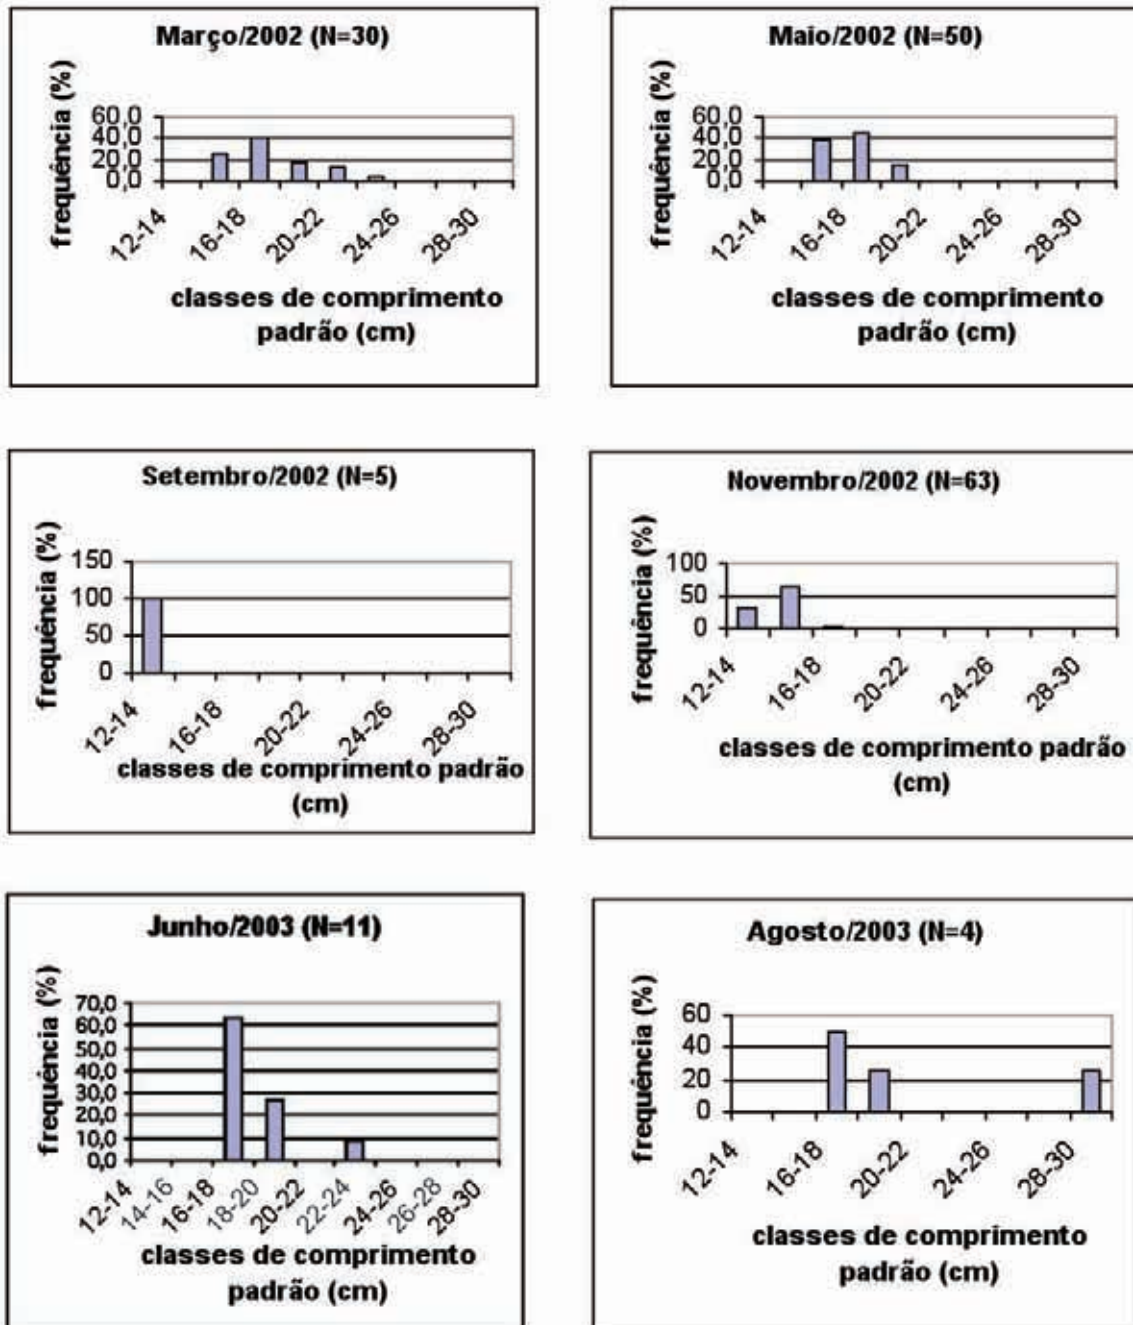 Março/2002 (N=30)
frequência (%)
60,0
40,0
20,0
0,0
12-14
16-18
20-22
24-26
28-30
classes de comprimento
padrão (cm)
Maio/2002 (N=50)
frequência (%)
60,0
40,0
20,0
0,0
12-14
16-18
20-22
24-26
28-30
classes de comprimento
padrão (cm)
Setembro/2002 (N=5)
frequência (%)
150
100
50
0
12-14
16-18
20-22
24-26
28-30
classes de comprimento padrão
(cm)
Novembro/2002 (N=63)
frequência (%)
100
50
0
12-14
16-18
20-22
24-26
28-30
classes de comprimento padrão
(cm)
Junho/2003 (N=11)
frequência (%)
70,0
60,0
50,0
40,0
30,0
20,0
10,0
0,0
12-14
14-16
16-18
18-20
20-22
22-24
24-26
26-28
28-30
classes de comprimento
padrão (cm)
Agosto/2003 (N=4)
frequência (%)
60
40
20
0
12-14
16-18
20-22
24-26
28-30
classes de comprimento
padrão (cm)